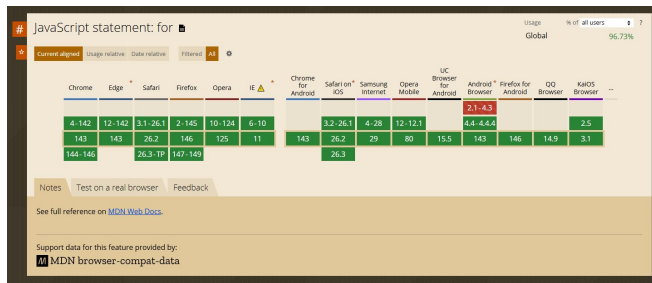 #
JavaScript statement: for
Usage % of all users ?
Global 96.73%
Current aligned Usage relative Date relative Filtered All
Chrome Edge * Safari Firefox Opera IE * Chrome for Android Safari on iOS * Samsung Internet Opera Mobile UC Browser for Android Android Browser * Firefox for Android QQ Browser KaiOS Browser ...
2.1-4.3
4-142 12-142 3.1-26.1 2-145 10-124 6-10 3.2-26.1 4-28 12-12.1 4.4-4.4.4 2.5
143 143 26.2 146 125 11 143 26.2 29 80 15.5 143 146 14.9 3.1
144-146 26.3-TP 147-149 26.3
Notes Test on a real browser Feedback
See full reference on MDN Web Docs.
Support data for this feature provided by:
M MDN browser-compat-data